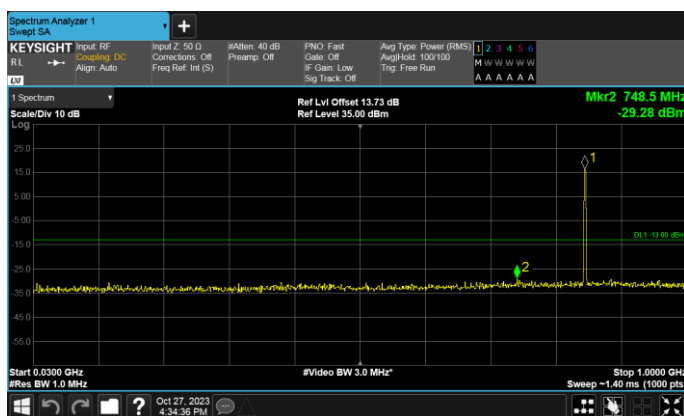 Spectrum Analyzer 1
Swept SA
+
KEYSIGHT Input: RF Input Z: 50 Ω #Atten: 40 dB PNO: Fast Avg Type: Power (RMS) 1 2 3 4 5 6
RL Coupling: DC Corrections: Off Preamp: Off Gate: Off Avg|Hold: 100/100 M W W W W W
Align: Auto Freq Ref: Int (S) IF Gain: Low Trig: Free Run
Sig Track: Off A A A A A A
LXI
1 Spectrum Ref Lvl Offset 13.73 dB Mkr2 748.5 MHz
Scale/Div 10 dB Ref Level 35.00 dBm -29.28 dBm
Log
25.0
1
15.0
5.00
-5.00
DL1 -13.00 dBm
-15.0
-25.0
2
-35.0
-45.0
-55.0
Start 0.0300 GHz #Video BW 3.0 MHz* Stop 1.0000 GHz
#Res BW 1.0 MHz Sweep ~1.40 ms (1000 pts)
? Oct 27, 2023
4:34:36 PM